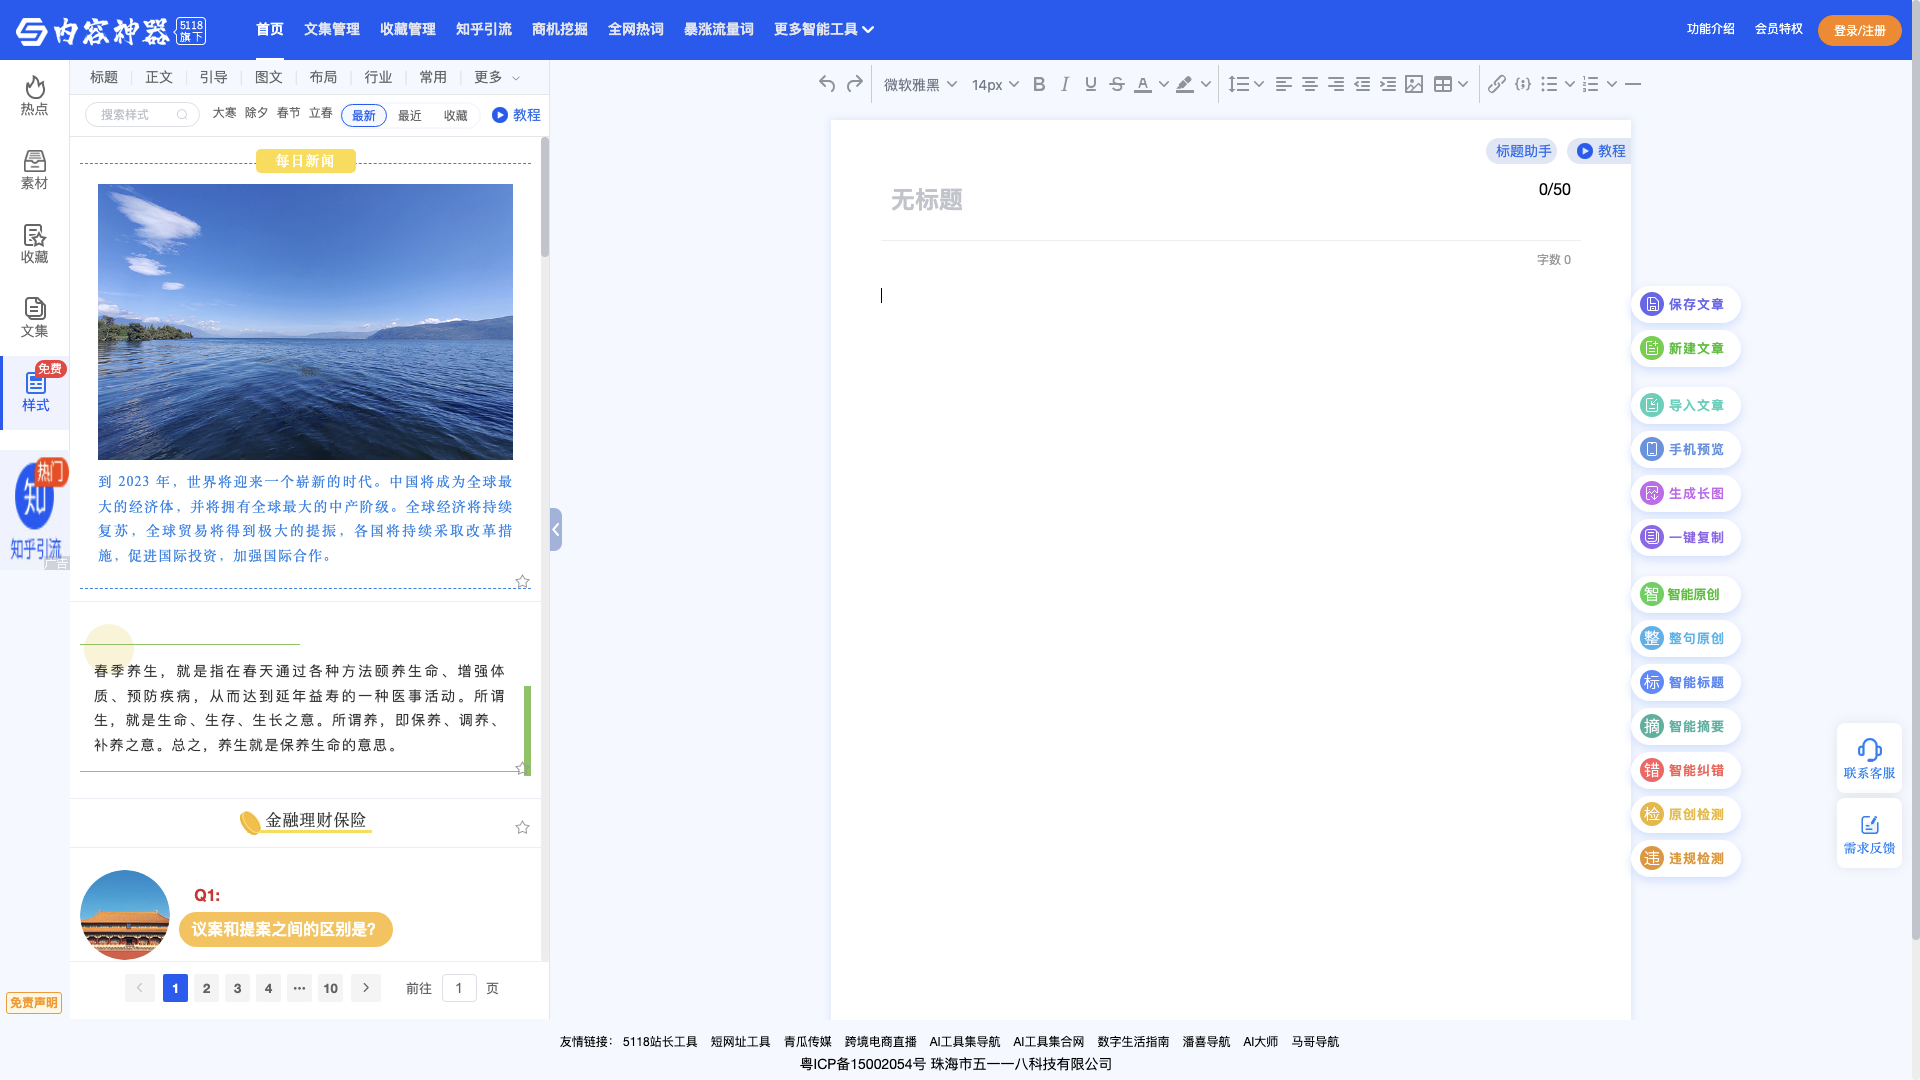 内容神器 5118旗下
首页 文集管理 收藏管理 知乎引流 商机挖掘 全网热词 暴涨流量词 更多智能工具
功能介绍 会员特权 登录/注册
热点
素材
收藏
文集
免费
样式
热门
知
知乎引流
广告
免责声明
标题 正文 引导 图文 布局 行业 常用 更多
搜索样式 大寒 除夕 春节 立春 最新 最近 收藏 教程
每日新闻
到 2023 年，世界将迎来一个崭新的时代。中国将成为全球最
大的经济体，并将拥有全球最大的中产阶级。全球经济将持续
复苏，全球贸易将得到极大的提振，各国将持续采取改革措
施，促进国际投资，加强国际合作。
春季养生，就是指在春天通过各种方法颐养生命、增强体
质、预防疾病，从而达到延年益寿的一种医事活动。所谓
生，就是生命、生存、生长之意。所谓养，即保养、调养、
补养之意。总之，养生就是保养生命的意思。
金融理财保险
Q1:
议案和提案之间的区别是?
1 2 3 4 ··· 10 前往 1 页
微软雅黑 14px
标题助手 教程
无标题
0/50
字数 0
保存文章
新建文章
导入文章
手机预览
生成长图
一键复制
智 智能原创
整 整句原创
标 智能标题
摘 智能摘要
错 智能纠错
检 原创检测
违 违规检测
联系客服
需求反馈
友情链接： 5118站长工具 短网址工具 青瓜传媒 跨境电商直播 AI工具集导航 AI工具集合网 数字生活指南 潘喜导航 AI大师 马哥导航
粤ICP备15002054号 珠海市五一一八科技有限公司